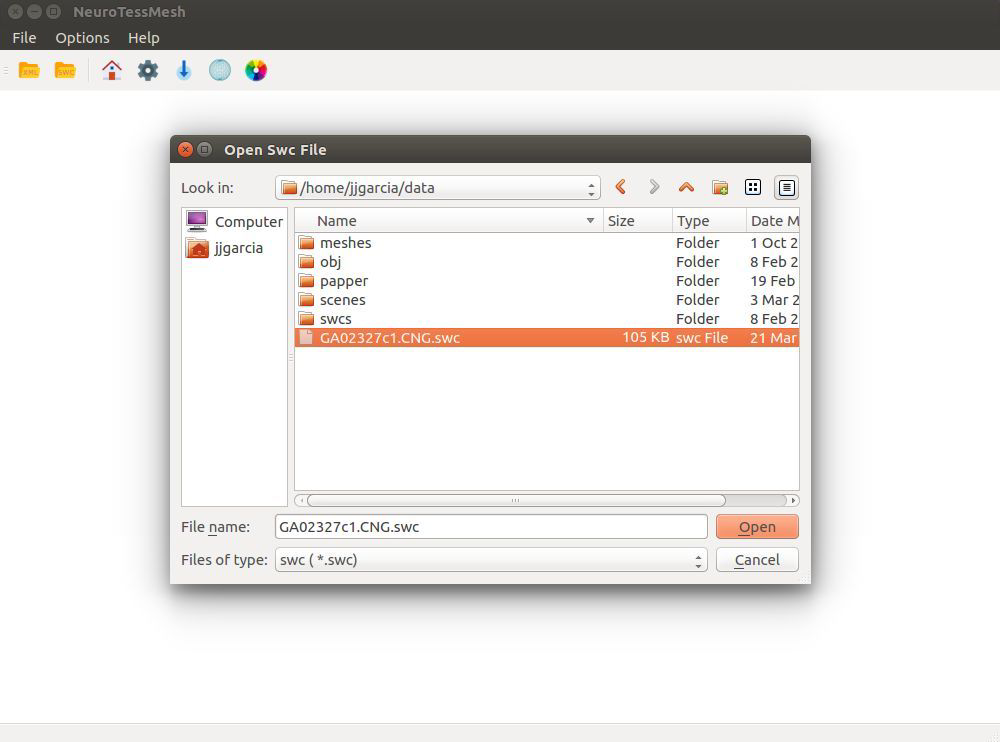 NeuroTessMesh
File Options Help
XML SWC
Open Swc File
Look in: /home/jjgarcia/data
Computer
jjgarcia
Name Size Type Date M
meshes Folder 1 Oct 2
obj Folder 8 Feb 2
papper Folder 19 Feb
scenes Folder 3 Mar 2
swcs Folder 8 Feb 2
GA02327c1.CNG.swc 105 KB swc File 21 Mar
File name: GA02327c1.CNG.swc Open
Files of type: swc ( *.swc) Cancel